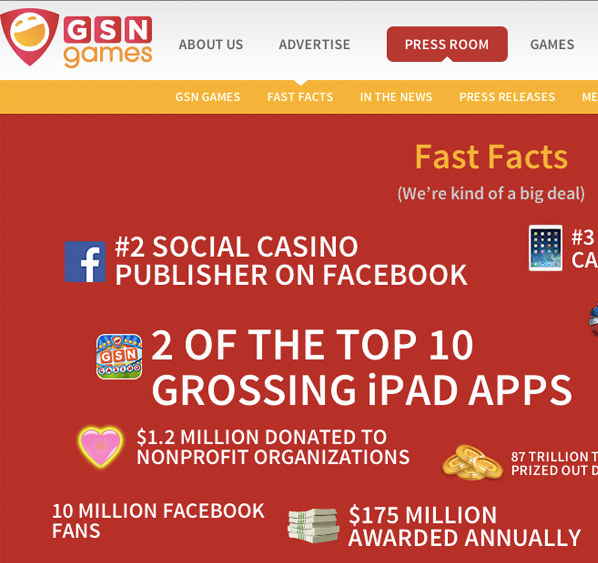 GSN
games
ABOUT US ADVERTISE PRESS ROOM GAMES
GSN GAMES FAST FACTS IN THE NEWS PRESS RELEASES ME
Fast Facts
(We're kind of a big deal)
#2 SOCIAL CASINO
PUBLISHER ON FACEBOOK
#3
CA
GSN
CASINO
2 OF THE TOP 10
GROSSING iPAD APPS
$1.2 MILLION DONATED TO
NONPROFIT ORGANIZATIONS
87 TRILLION T
PRIZED OUT D
10 MILLION FACEBOOK
FANS
$175 MILLION
AWARDED ANNUALLY